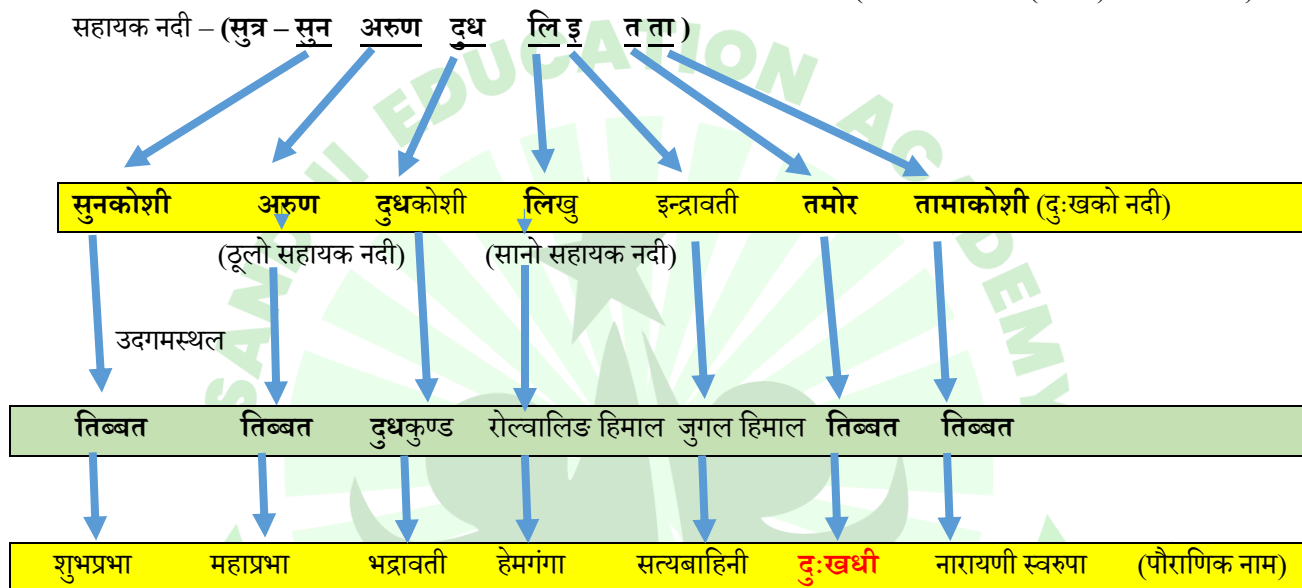 सहायक नदी – (सुत्र – सुन अरुण दुध लि इ त ता )
सुनकोशी अरुण दुधकोशी लिखु इन्द्रावती तमोर तामाकोशी (दुःखको नदी)
(ठूलो सहायक नदी) (सानो सहायक नदी)
उदगमस्थल
तिब्बत तिब्बत दुधकुण्ड रोल्वालिङ हिमाल जुगल हिमाल तिब्बत तिब्बत
शुभप्रभा महाप्रभा भद्रावती हेमगंगा सत्यबाहिनी दुःखधी नारायणी स्वरुपा (पौराणिक नाम)
EDUCATION ACADEMY